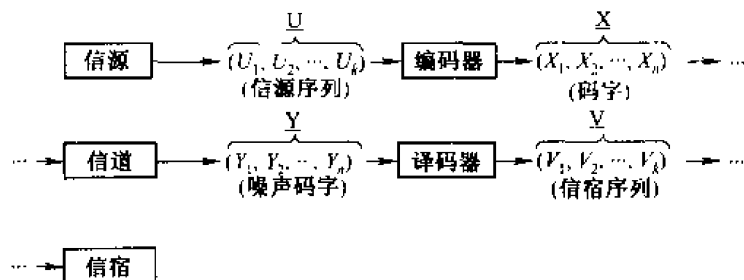 U X
信源 (U₁, U₂, ···, Uₖ) 编码器 (X₁, X₂, ···, Xₙ) ···
(信源序列) (码字)
Y V
··· 信道 (Y₁, Y₂, ···, Yₙ) 译码器 (V₁, V₂, ···, Vₖ) ···
(噪声码字) (信宿序列)
··· 信宿